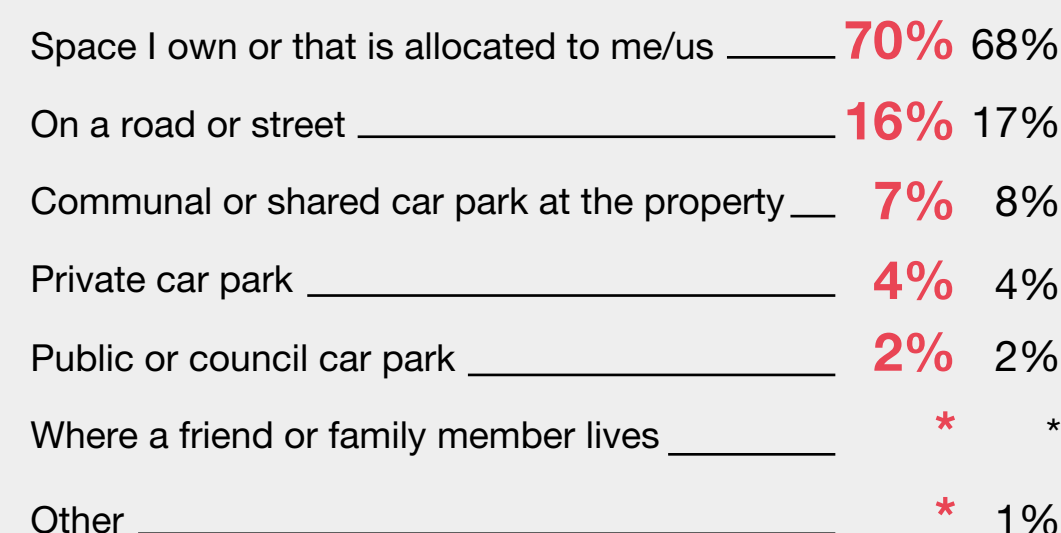 Space I own or that is allocated to me/us 70% 68%
On a road or street 16% 17%
Communal or shared car park at the property 7% 8%
Private car park 4% 4%
Public or council car park 2% 2%
Where a friend or family member lives * *
Other * 1%